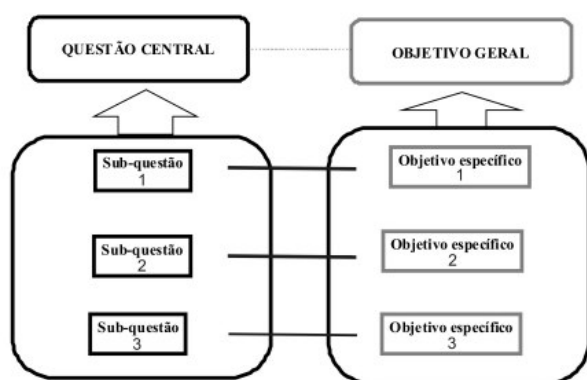 QUESTÃO CENTRAL
OBJETIVO GERAL
Sub-questão
1
Objetivo específico
1
Sub-questão
2
Objetivo específico
2
Sub-questão
3
Objetivo específico
3